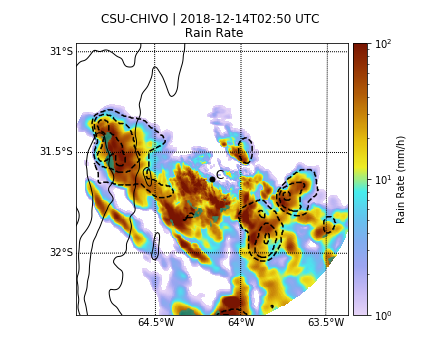 CSU-CHIVO | 2018-12-14T02:50 UTC
Rain Rate
31°S
31.5°S
32°S
C
64.5°W
64°W
63.5°W
10²
10¹
10⁰
Rain Rate (mm/h)